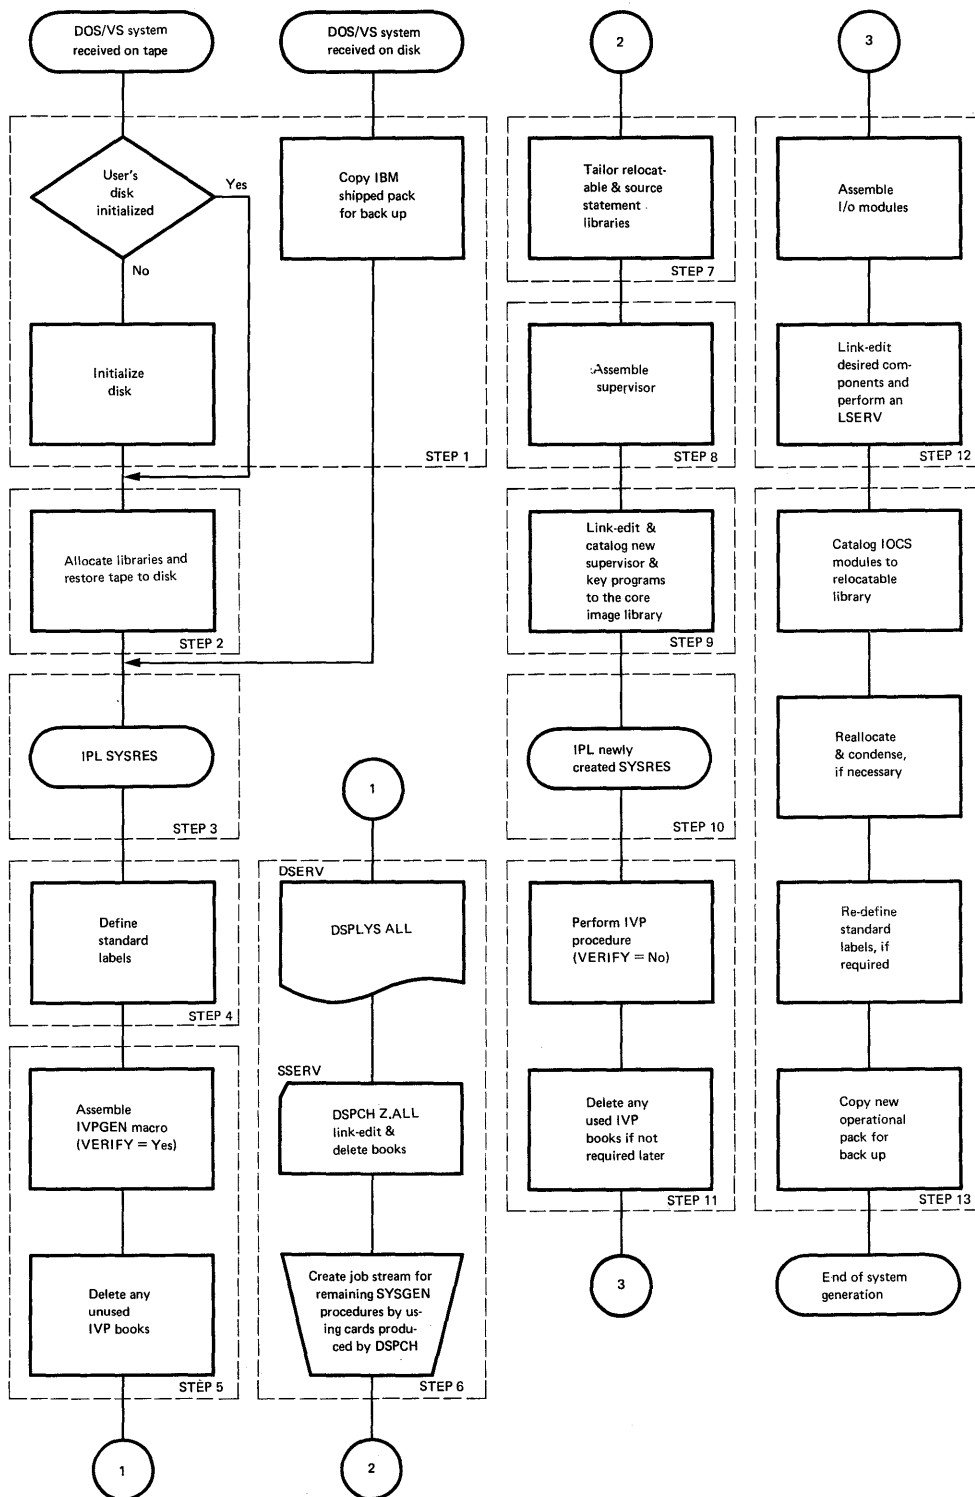 DOS/VS system
received on tape
User's
disk
initialized
Yes
No
Initialize
disk
DOS/VS system
received on disk
Copy IBM
shipped pack
for back up
STEP 1
Allocate libraries and
restore tape to disk
STEP 2
IPL SYSRES
STEP 3
Define
standard
labels
STEP 4
Assemble
IVPGEN macro
(VERIFY = Yes)
Delete any
unused
IVP books
STEP 5
1
1
DSERV
DSPLYS ALL
SSERV
DSPCH Z.ALL
link-edit &
delete books
Create job stream for
remaining SYSGEN
procedures by us-
ing cards produ-
ced by DSPCH
STEP 6
2
2
Tailor relocat-
able & source
statement
libraries
STEP 7
Assemble
supervisor
STEP 8
Link-edit &
catalog new
supervisor &
key programs
to the core
image library
STEP 9
IPL newly
created SYSRES
STEP 10
Perform IVP
procedure
(VERIFY = No)
Delete any
used IVP
books if not
required later
STEP 11
3
3
Assemble
I/o modules
Link-edit
desired com-
ponents and
perform an
LSERV
STEP 12
Catalog IOCS
modules to
relocatable
library
Reallocate
& condense,
if necessary
Re-define
standard
labels, if
required
Copy new
operational
pack for
back up
STEP 13
End of system
generation